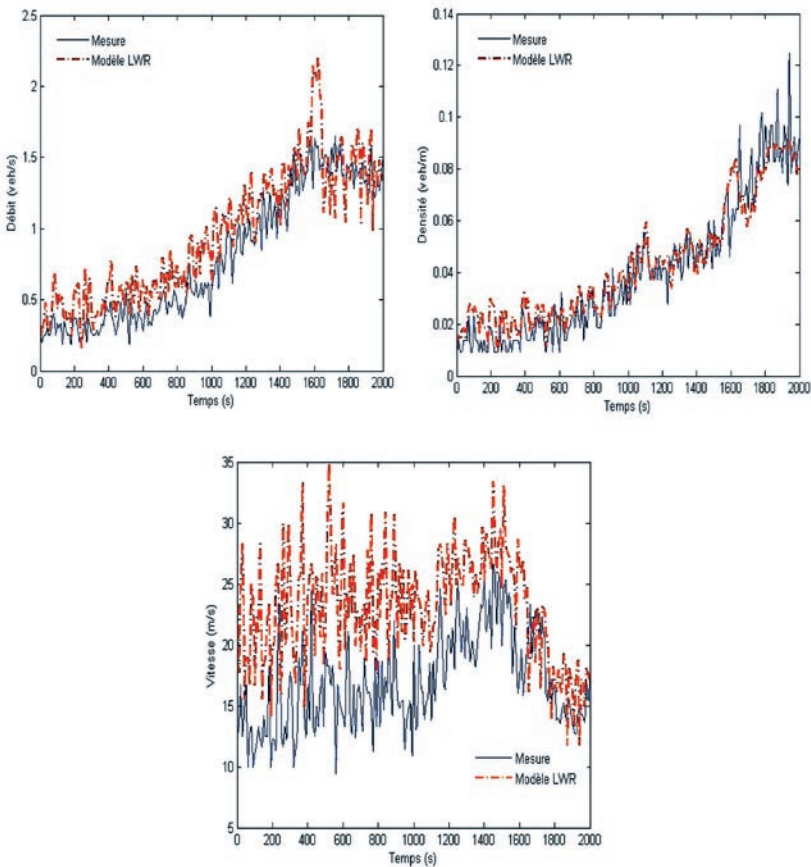 2.5
2
1.5
1
0.5
0
Débit (veh/s)
Mesure
Modèle LWR
0 200 400 600 800 1000 1200 1400 1600 1800 2000
Temps (s)
0.14
0.12
0.1
0.08
0.06
0.04
0.02
0
Densité (veh/m)
Mesure
Modèle LWR
0 200 400 600 800 1000 1200 1400 1600 1800 2000
Temps (s)
35
30
25
20
15
10
5
Vitesse (m/s)
Mesure
Modèle LWR
0 200 400 600 800 1000 1200 1400 1600 1800 2000
Temps (s)